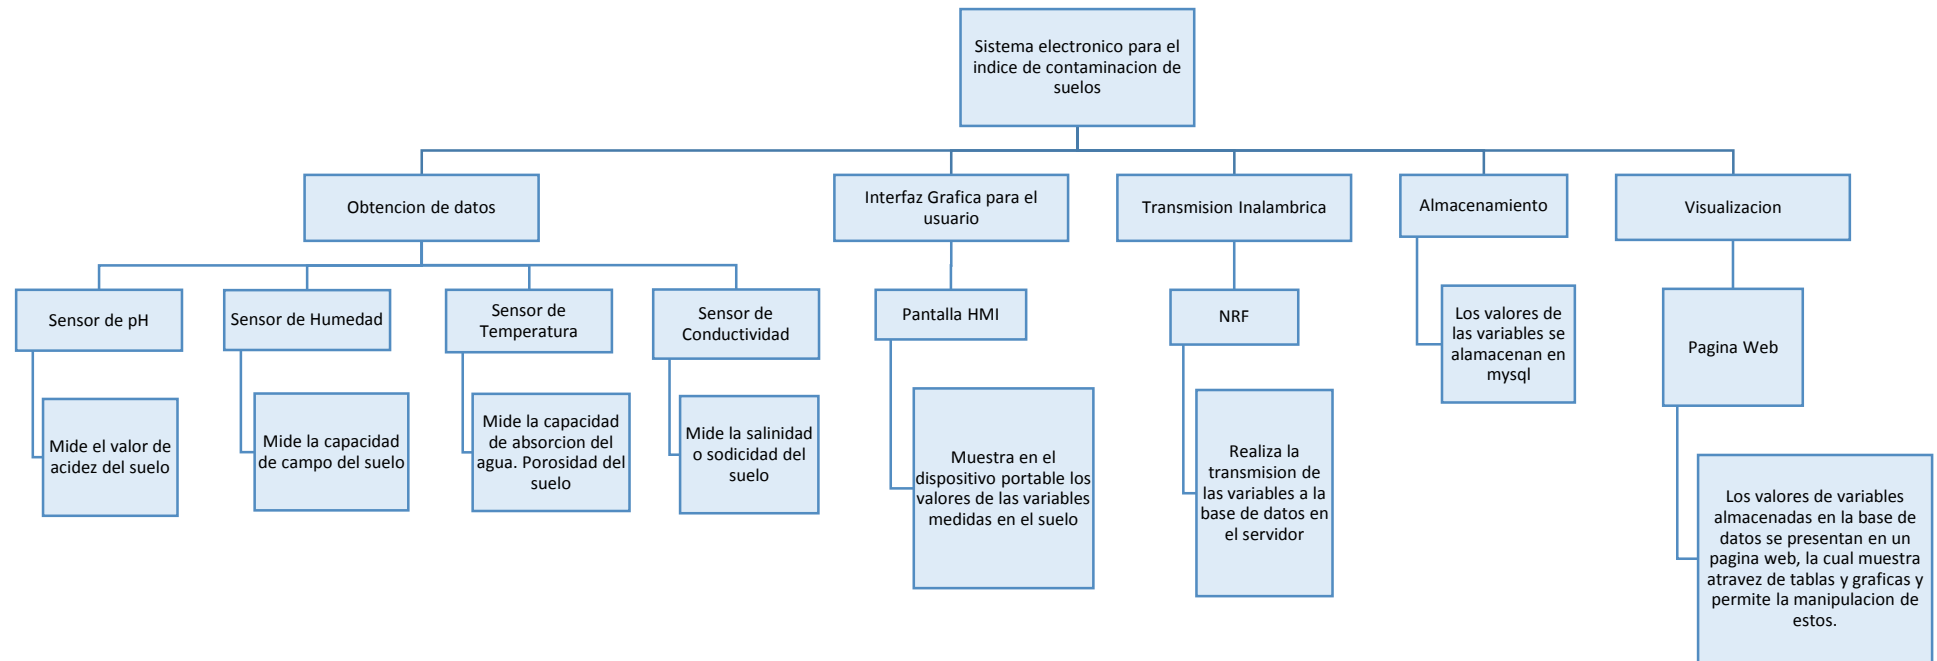 Sistema electronico para el
indice de contaminacion de
suelos
Obtencion de datos
Interfaz Grafica para el
usuario
Transmision Inalambrica
Almacenamiento
Visualizacion
Sensor de pH
Sensor de Humedad
Sensor de
Temperatura
Sensor de
Conductividad
Pantalla HMI
NRF
Los valores de
las variables se
alamacenan en
mysql
Pagina Web
Mide el valor de
acidez del suelo
Mide la capacidad
de campo del suelo
Mide la capacidad
de absorcion del
agua. Porosidad del
suelo
Mide la salinidad
o sodicidad del
suelo
Muestra en el
dispositivo portable los
valores de las variables
medidas en el suelo
Realiza la
transmision de
las variables a la
base de datos en
el servidor
Los valores de variables
almacenadas en la base de
datos se presentan en un
pagina web, la cual muestra
atravez de tablas y graficas y
permite la manipulacion de
estos.